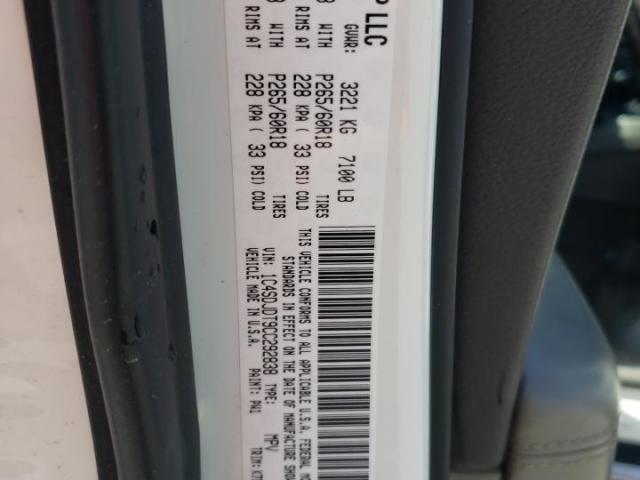 P LLC
GVWR: 3221 KG 7100 LB
WITH P265/60R18 TIRES
RIMS AT 228 KPA ( 33 PSI) COLD
WITH P265/60R18 TIRES
RIMS AT 228 KPA ( 33 PSI) COLD
THIS VEHICLE CONFORMS TO ALL APPLICABLE U.S.A. FEDERAL
STANDARDS IN EFFECT ON THE DATE OF MANUFACTURE
VIN: 1C4SDJDT9CC292838 TYPE: MPV
VEHICLE MADE IN U.S.A. PAINT: PW1 TRIM: